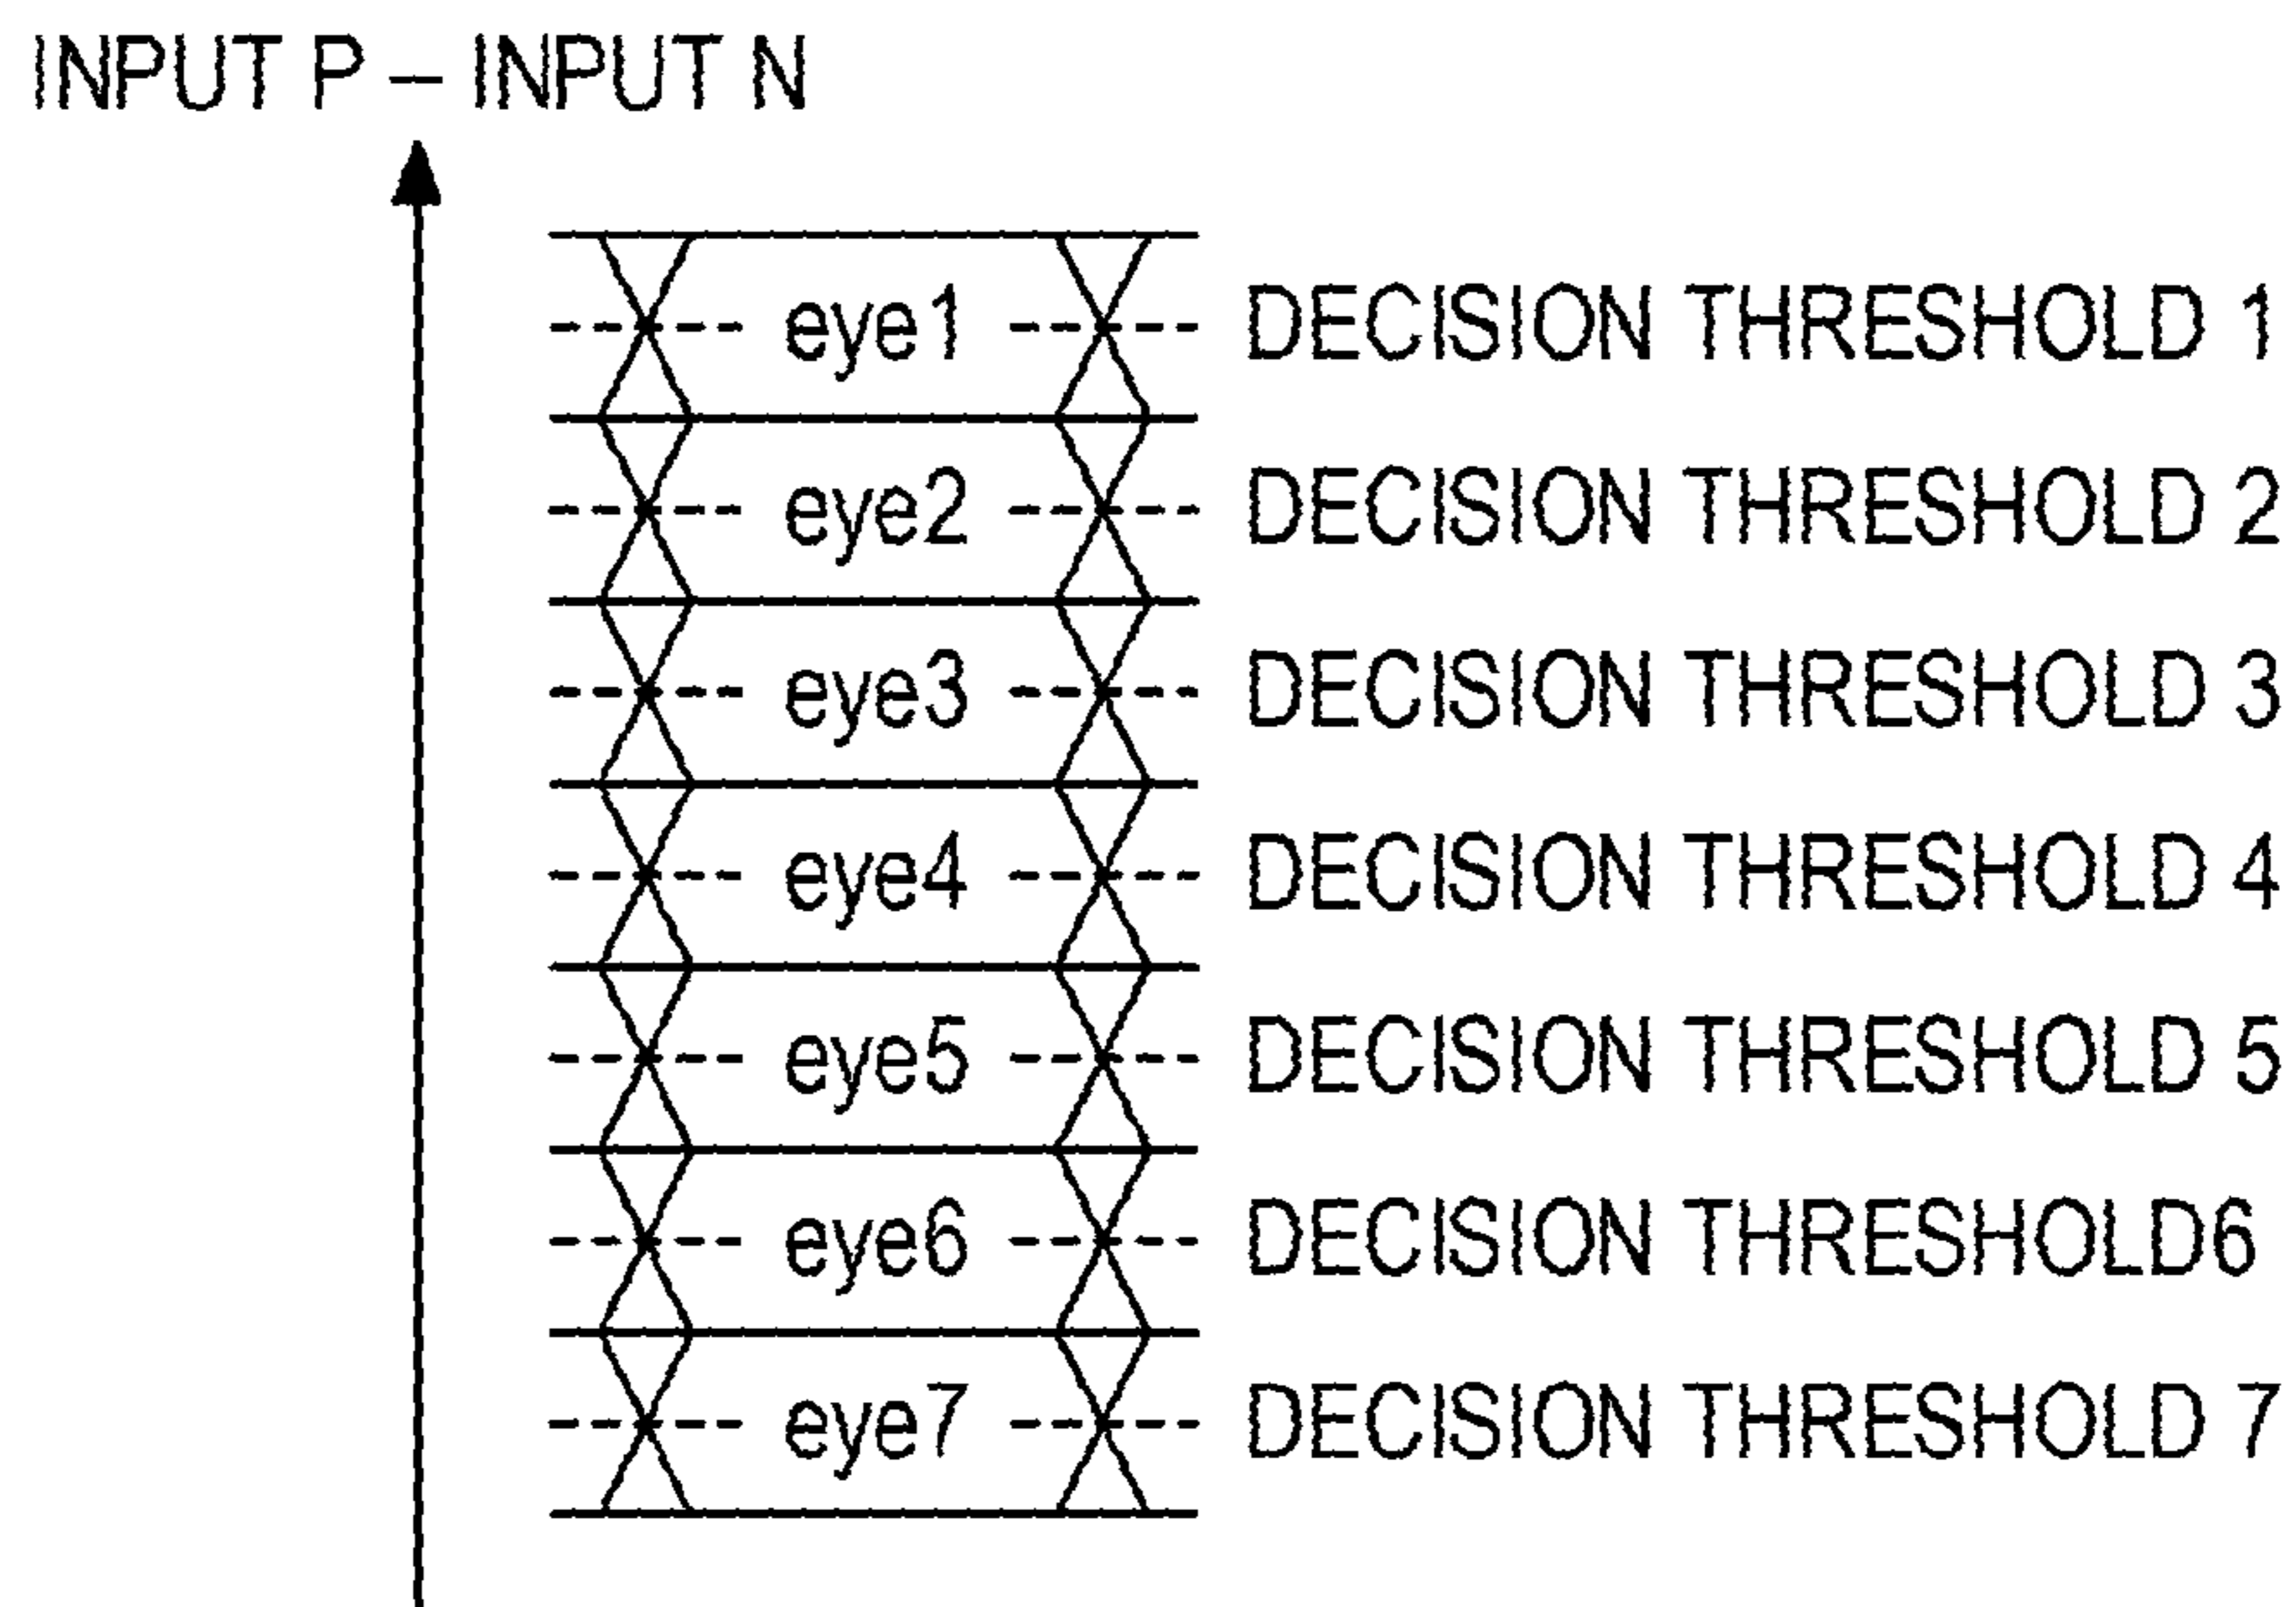 INPUT P – INPUT N
eye1 DECISION THRESHOLD 1
eye2 DECISION THRESHOLD 2
eye3 DECISION THRESHOLD 3
eye4 DECISION THRESHOLD 4
eye5 DECISION THRESHOLD 5
eye6 DECISION THRESHOLD6
eye7 DECISION THRESHOLD 7